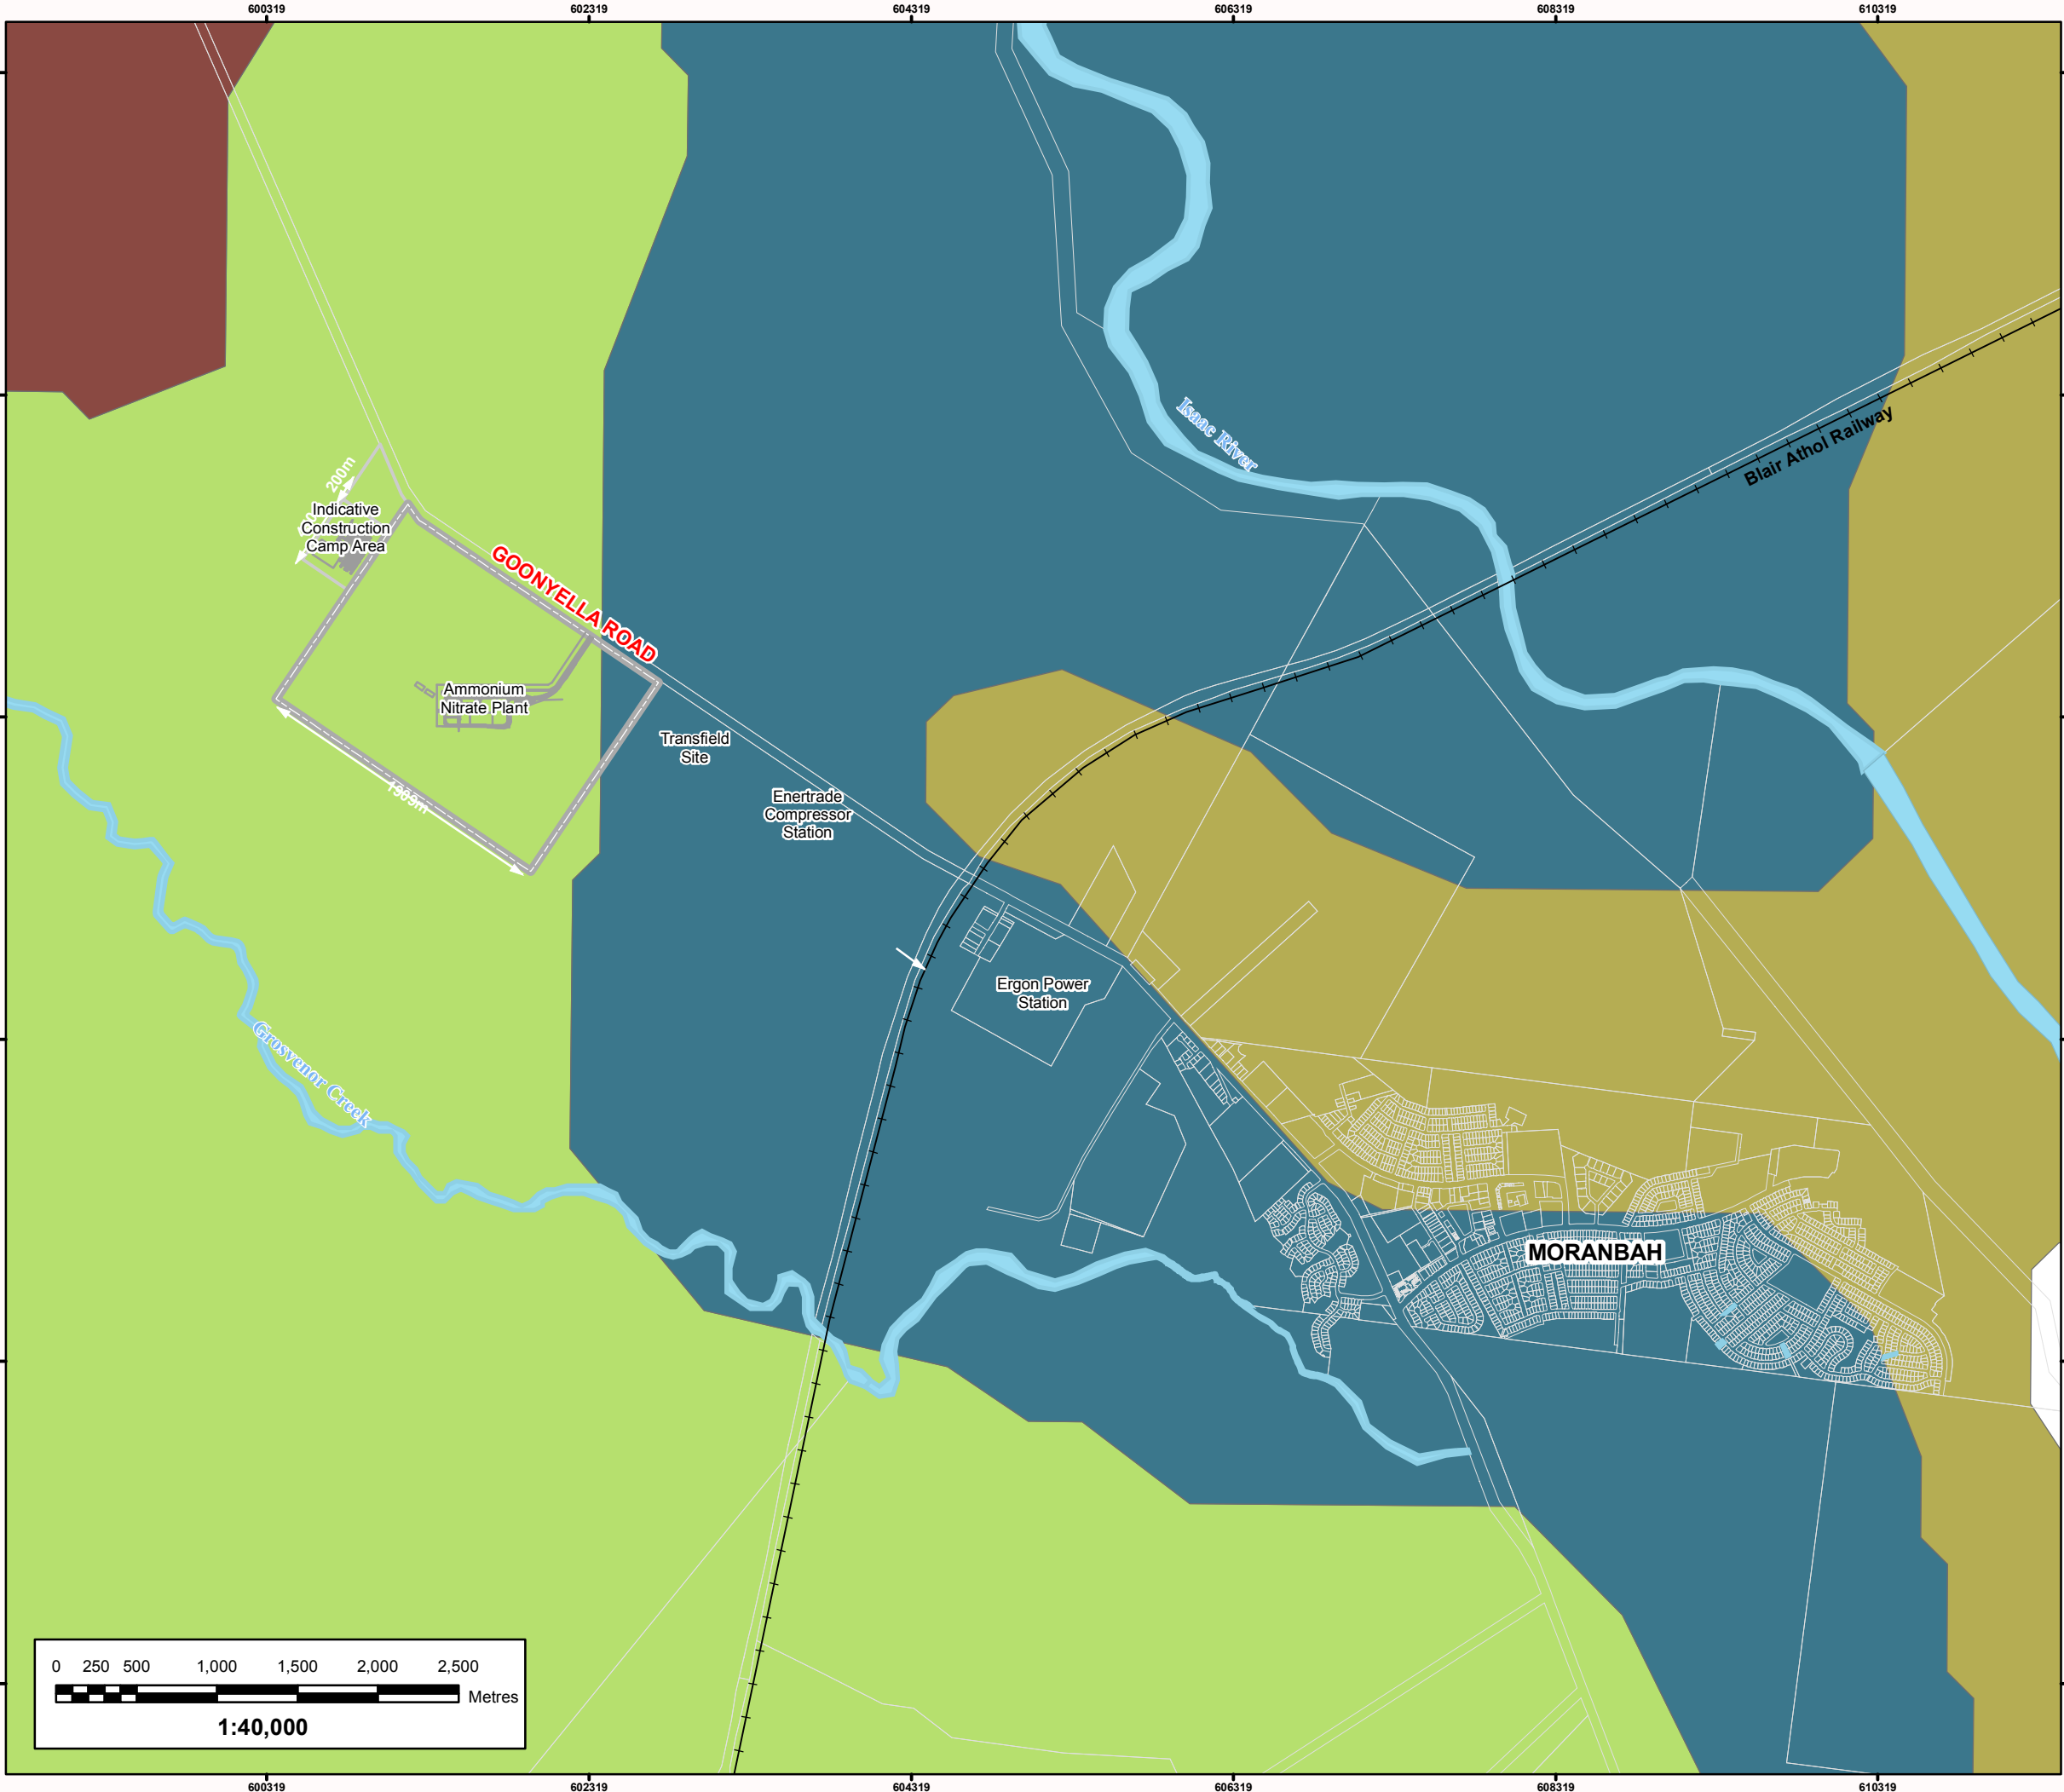 600319 602319 604319 606319 608319 610319
Isaac River
Blair Athol Railway
200m
Indicative
Construction
Camp Area
GOONYELLA ROAD
Ammonium
Nitrate Plant
Transfield
Site
1909m
Enertrade
Compressor
Station
Ergon Power
Station
Grosvenor Creek
MORANBAH
0 250 500 1,000 1,500 2,000 2,500
Metres
1:40,000
600319 602319 604319 606319 608319 610319